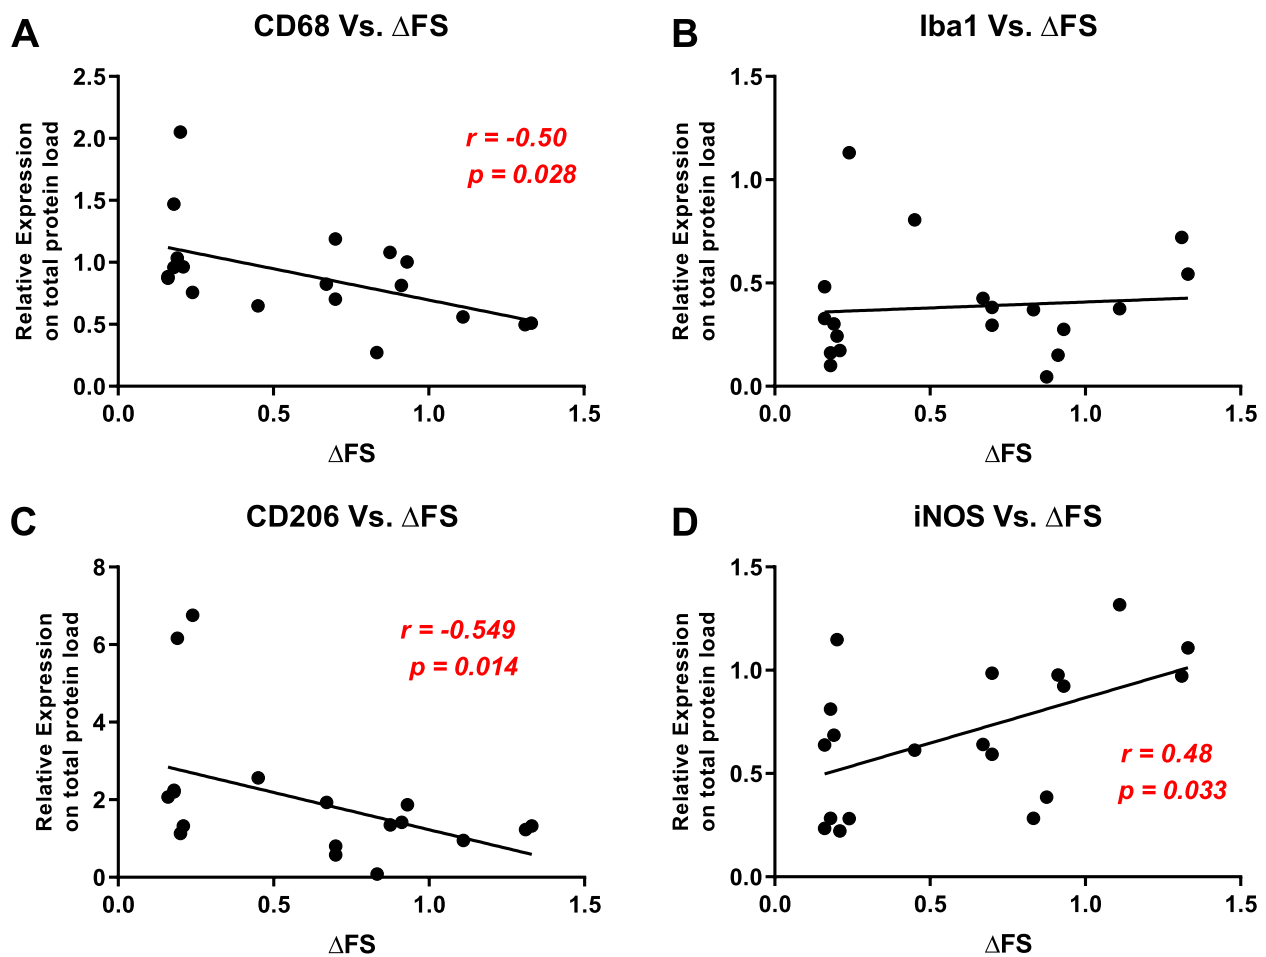 A
CD68 Vs. ΔFS
Relative Expression
on total protein load
2.5
2.0
1.5
1.0
0.5
0.0
0.0 0.5 1.0 1.5
ΔFS
r = -0.50
p = 0.028
B
Iba1 Vs. ΔFS
Relative Expression
on total protein load
1.5
1.0
0.5
0.0
0.0 0.5 1.0 1.5
ΔFS
C
CD206 Vs. ΔFS
Relative Expression
on total protein load
8
6
4
2
0
0.0 0.5 1.0 1.5
ΔFS
r = -0.549
p = 0.014
D
iNOS Vs. ΔFS
Relative Expression
on total protein load
1.5
1.0
0.5
0.0
0.0 0.5 1.0 1.5
ΔFS
r = 0.48
p = 0.033